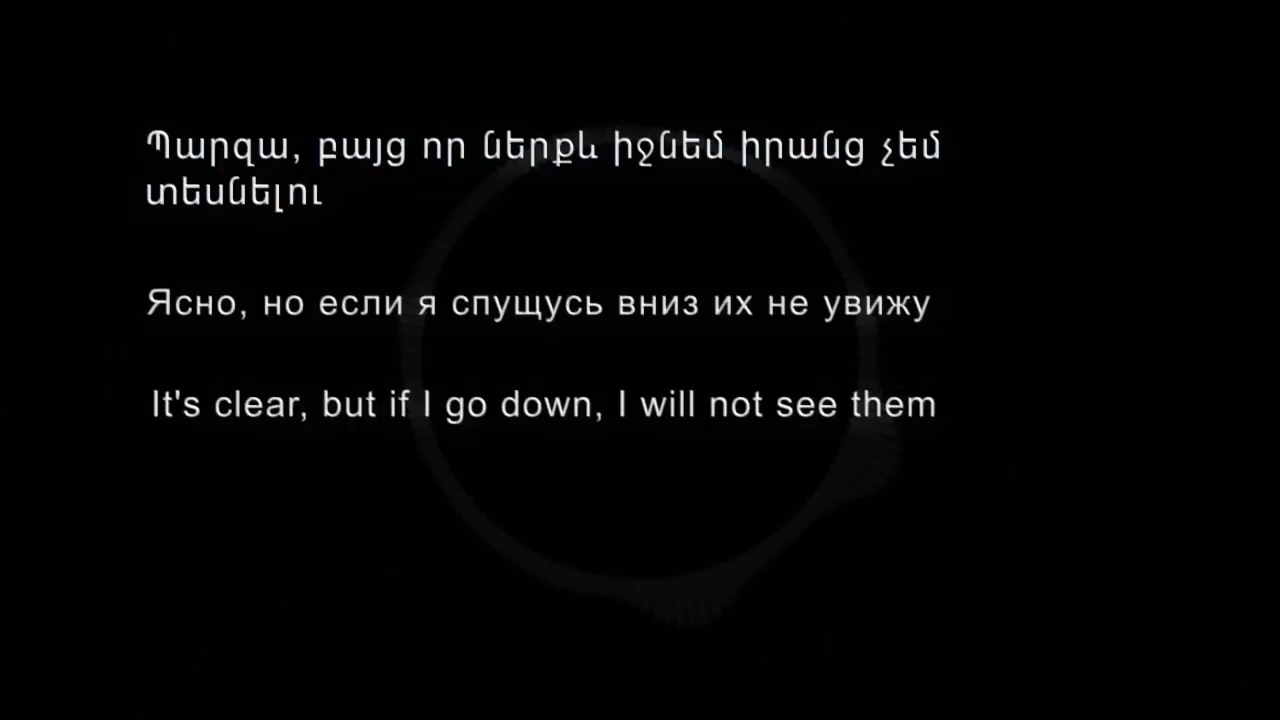 Պարզա, բայց որ ներքև իջնեմ իրանց չեմ
տեսնելու
Ясно, но если я спущусь вниз их не увижу
It's clear, but if I go down, I will not see them